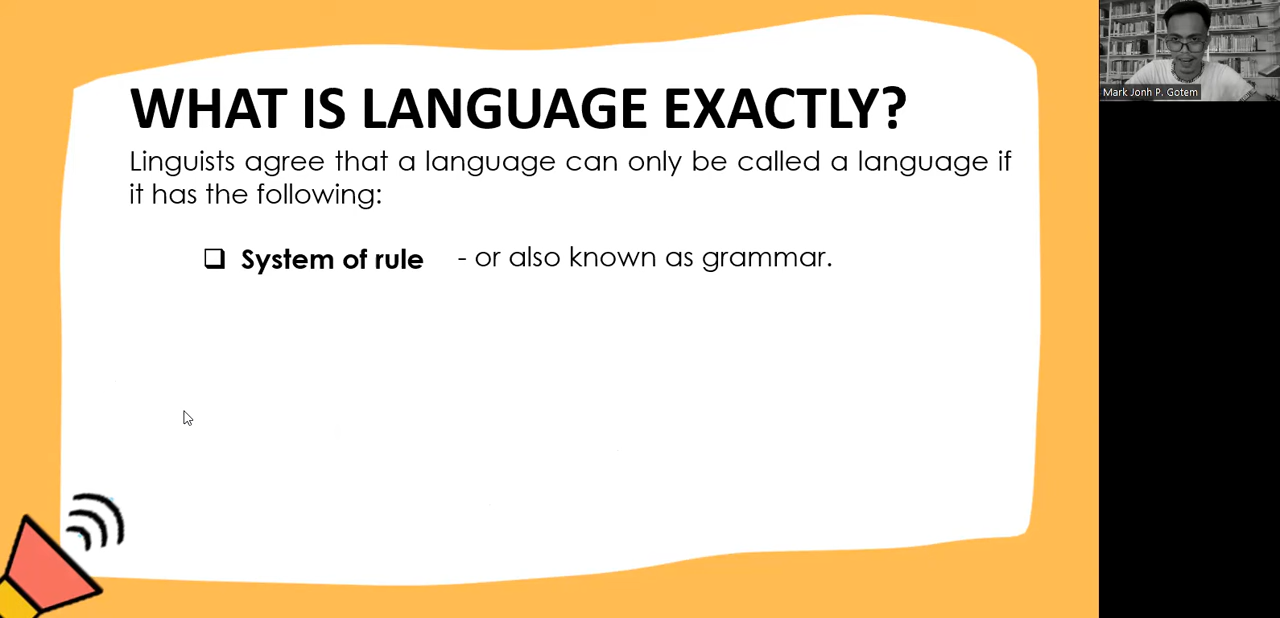 WHAT IS LANGUAGE EXACTLY?
Linguists agree that a language can only be called a language if
it has the following:
System of rule - or also known as grammar.
Mark Jonh P. Gotem